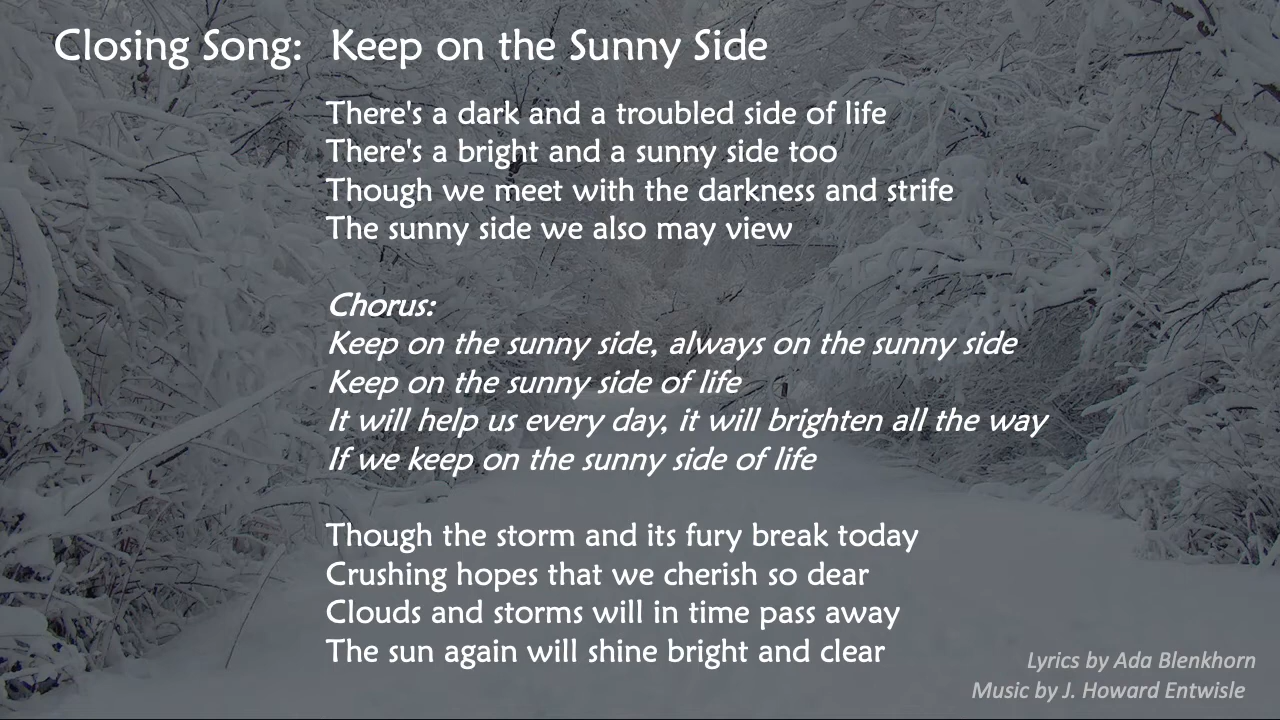 Closing Song: Keep on the Sunny Side
There's a dark and a troubled side of life
There's a bright and a sunny side too
Though we meet with the darkness and strife
The sunny side we also may view
Chorus:
Keep on the sunny side, always on the sunny side
Keep on the sunny side of life
It will help us every day, it will brighten all the way
If we keep on the sunny side of life
Though the storm and its fury break today
Crushing hopes that we cherish so dear
Clouds and storms will in time pass away
The sun again will shine bright and clear
Lyrics by Ada Blenkhorn
Music by J. Howard Entwisle